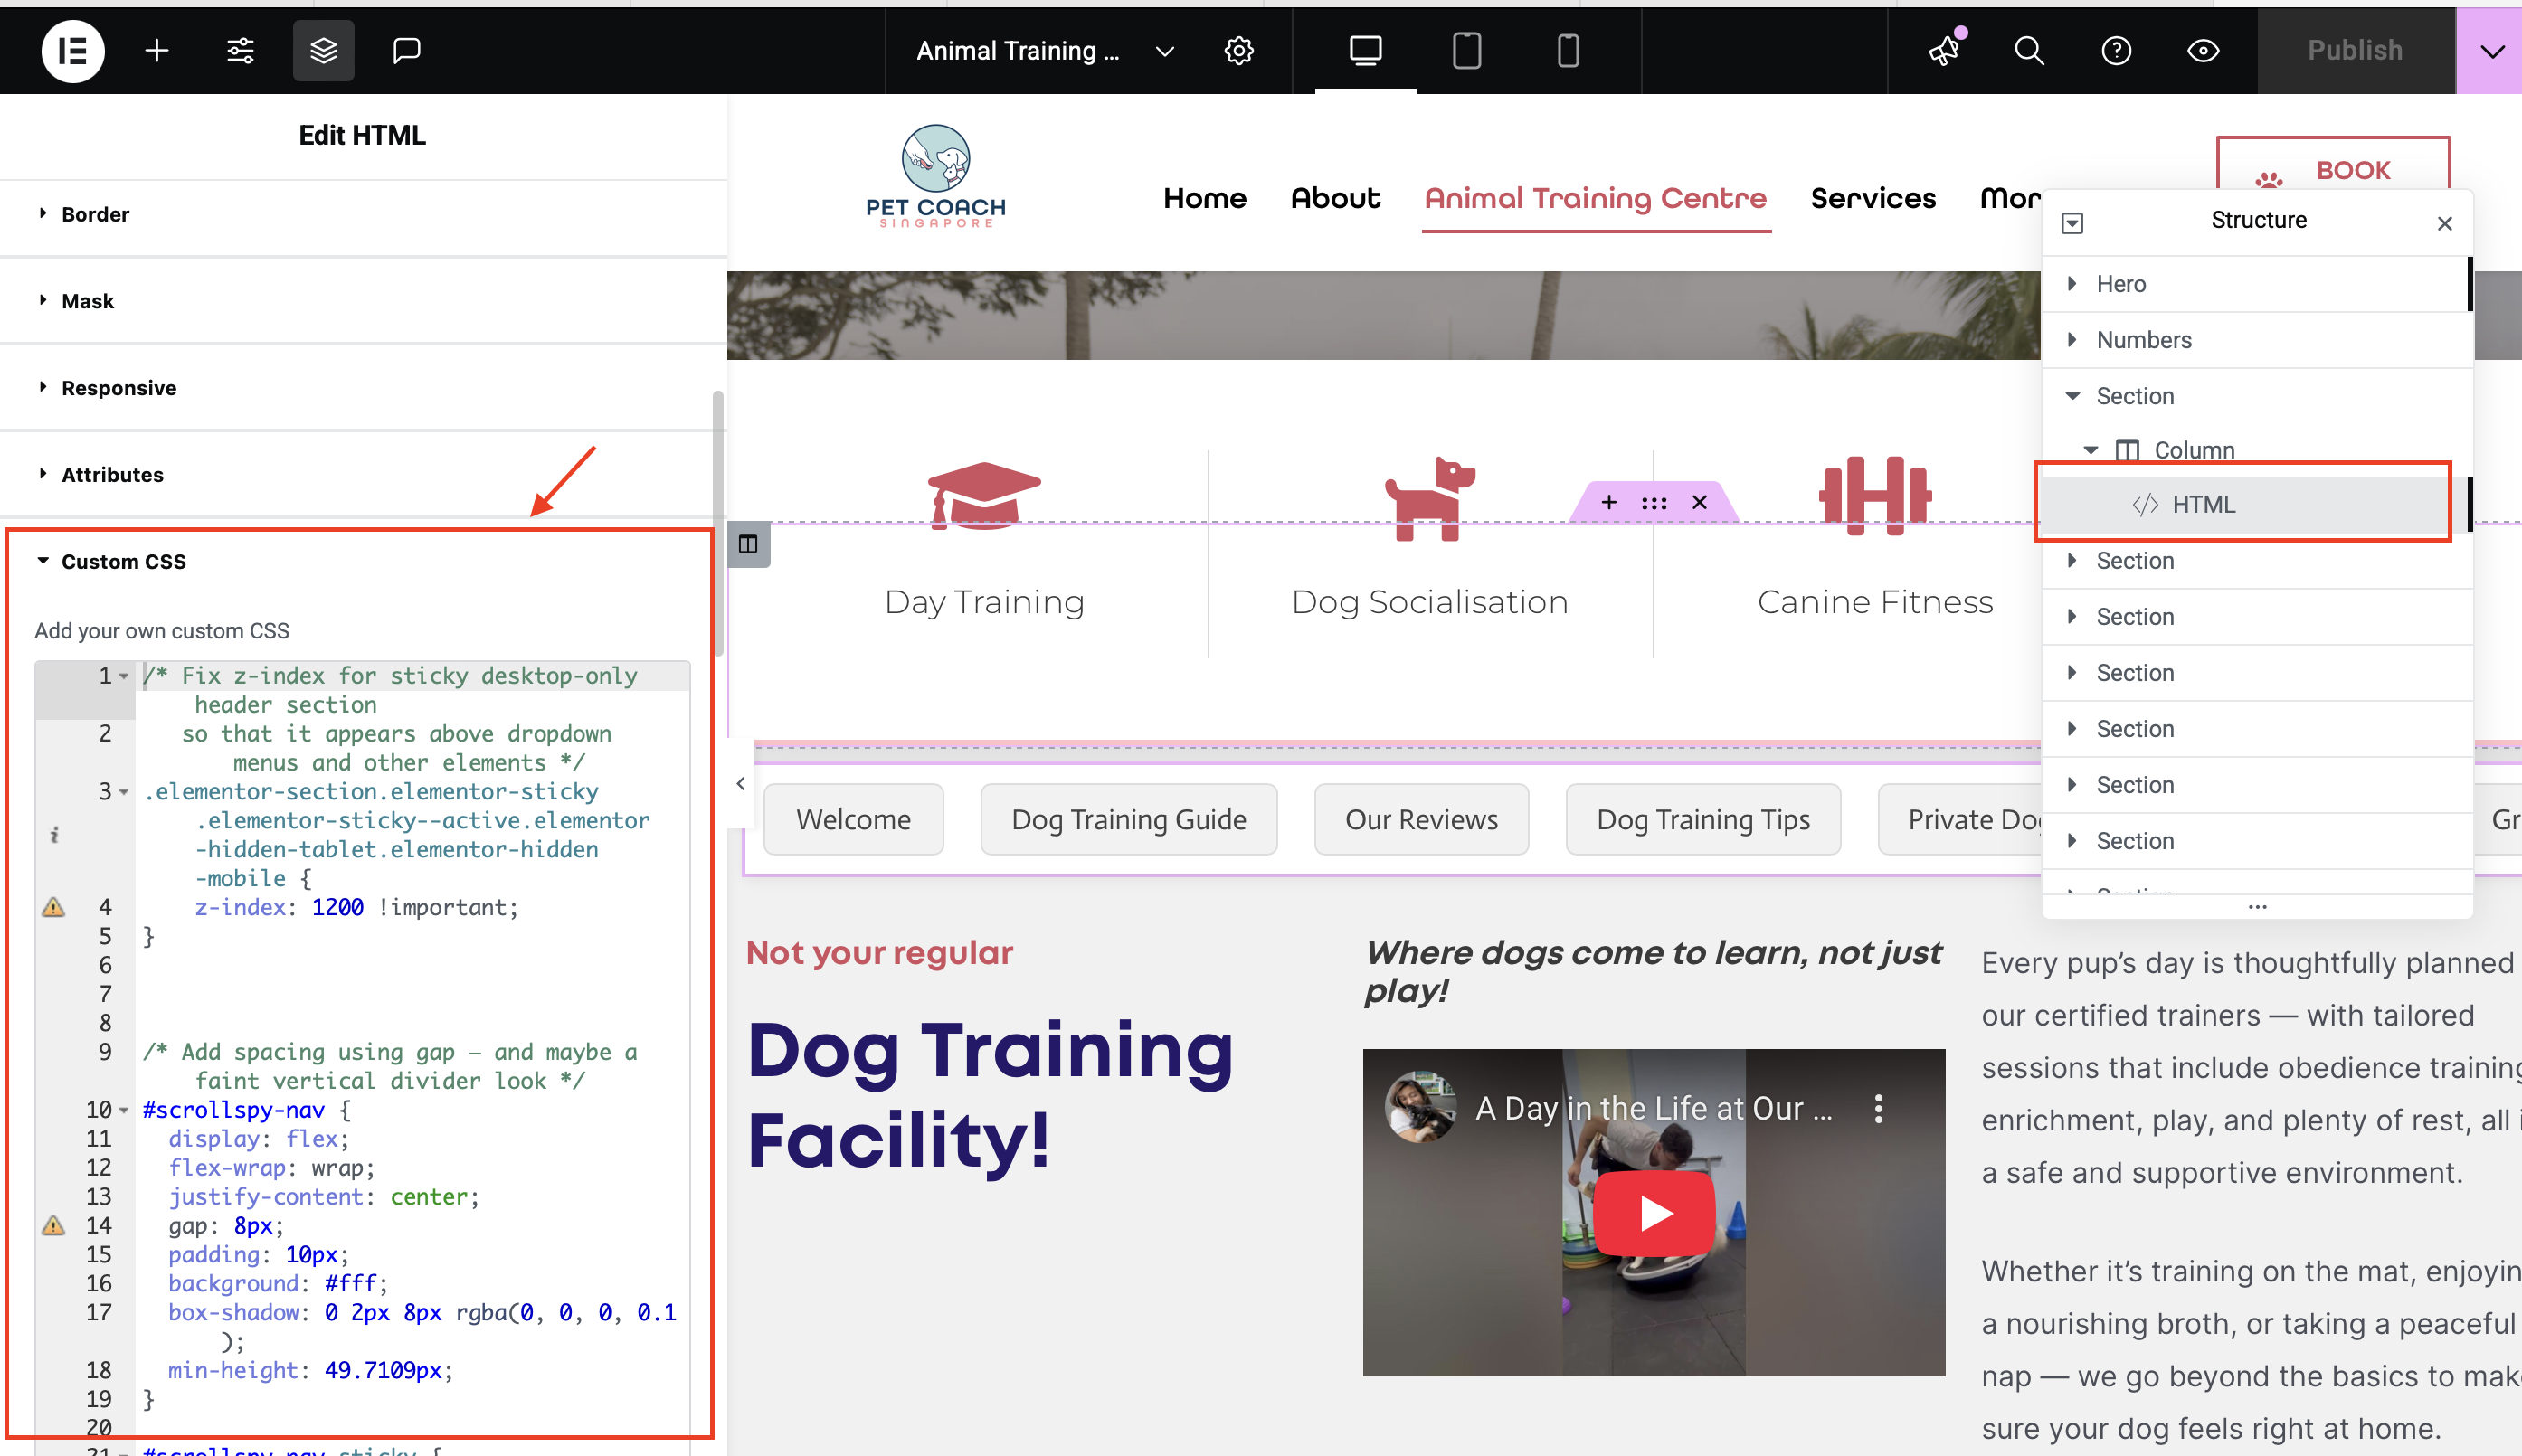 Animal Training ...
Publish
Edit HTML
Border
Mask
Responsive
Attributes
Custom CSS
Add your own custom CSS
1
/* Fix z-index for sticky desktop-only
header section
2
so that it appears above dropdown
menus and other elements */
3
.elementor-section.elementor-sticky
.elementor-sticky--active.elementor
-hidden-tablet.elementor-hidden
-mobile {
4
z-index: 1200 !important;
5
}
6
7
8
9
/* Add spacing using gap — and maybe a
faint vertical divider look */
10
#scrollspy-nav {
11
display: flex;
12
flex-wrap: wrap;
13
justify-content: center;
14
gap: 8px;
15
padding: 10px;
16
background: #fff;
17
box-shadow: 0 2px 8px rgba(0, 0, 0, 0.1
);
18
min-height: 49.7109px;
19
}
20
21
#scrollspy-nav.sticky {
PET COACH
SINGAPORE
Home
About
Animal Training Centre
Services
Mor
BOOK
Structure
Hero
Numbers
Section
Column
</> HTML
Section
Section
Section
Section
Section
Section
Section
...
Day Training
Dog Socialisation
Canine Fitness
Welcome
Dog Training Guide
Our Reviews
Dog Training Tips
Private Dog
Gr
Not your regular
Dog Training
Facility!
Where dogs come to learn, not just
play!
A Day in the Life at Our ...
Every pup’s day is thoughtfully planned
our certified trainers — with tailored
sessions that include obedience training
enrichment, play, and plenty of rest, all i
a safe and supportive environment.
Whether it’s training on the mat, enjoyin
a nourishing broth, or taking a peaceful
nap — we go beyond the basics to mak
sure your dog feels right at home.